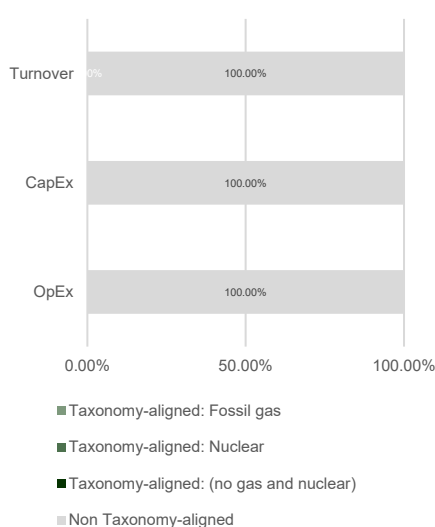 Turnover 0% 100.00%
CapEx 100.00%
OpEx 100.00%
0.00% 50.00% 100.00%
Taxonomy-aligned: Fossil gas
Taxonomy-aligned: Nuclear
Taxonomy-aligned: (no gas and nuclear)
Non Taxonomy-aligned